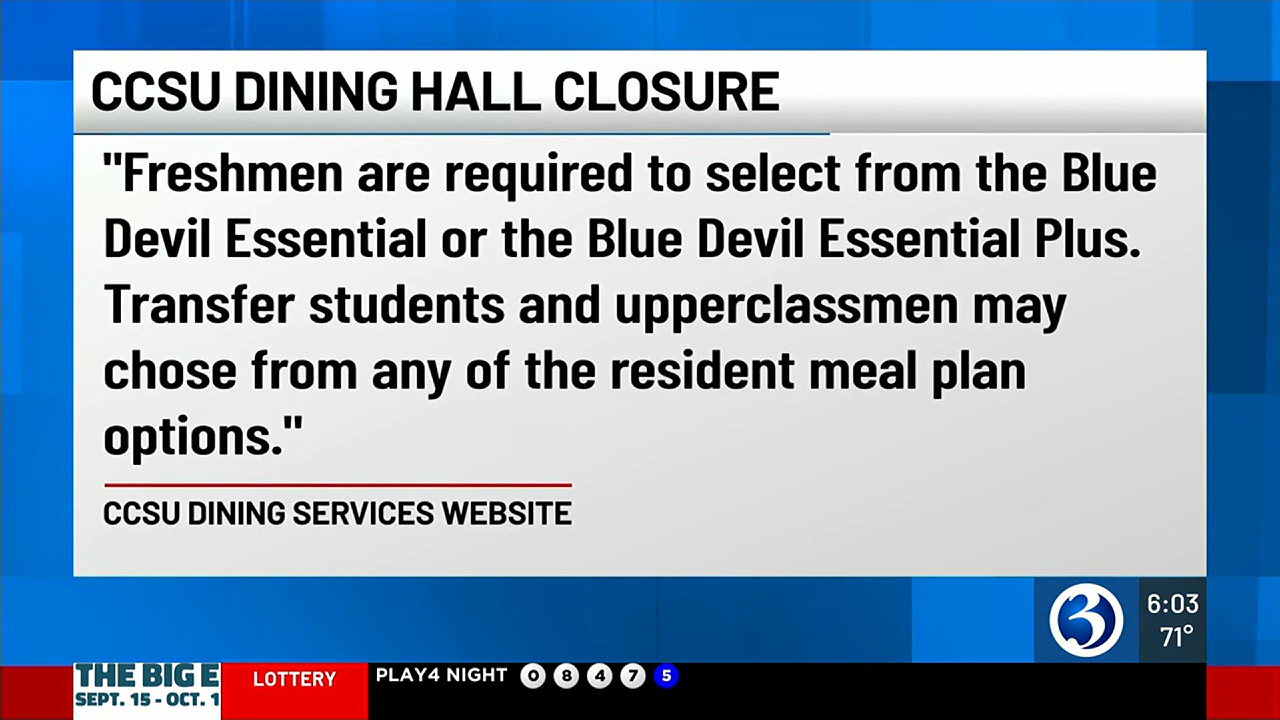 CCSU DINING HALL CLOSURE
"Freshmen are required to select from the Blue
Devil Essential or the Blue Devil Essential Plus.
Transfer students and upperclassmen may
chose from any of the resident meal plan
options."
CCSU DINING SERVICES WEBSITE
3
6:03
71°
THE BIG E
SEPT. 15 - OCT. 1
LOTTERY
PLAY4 NIGHT 0 8 4 7 5